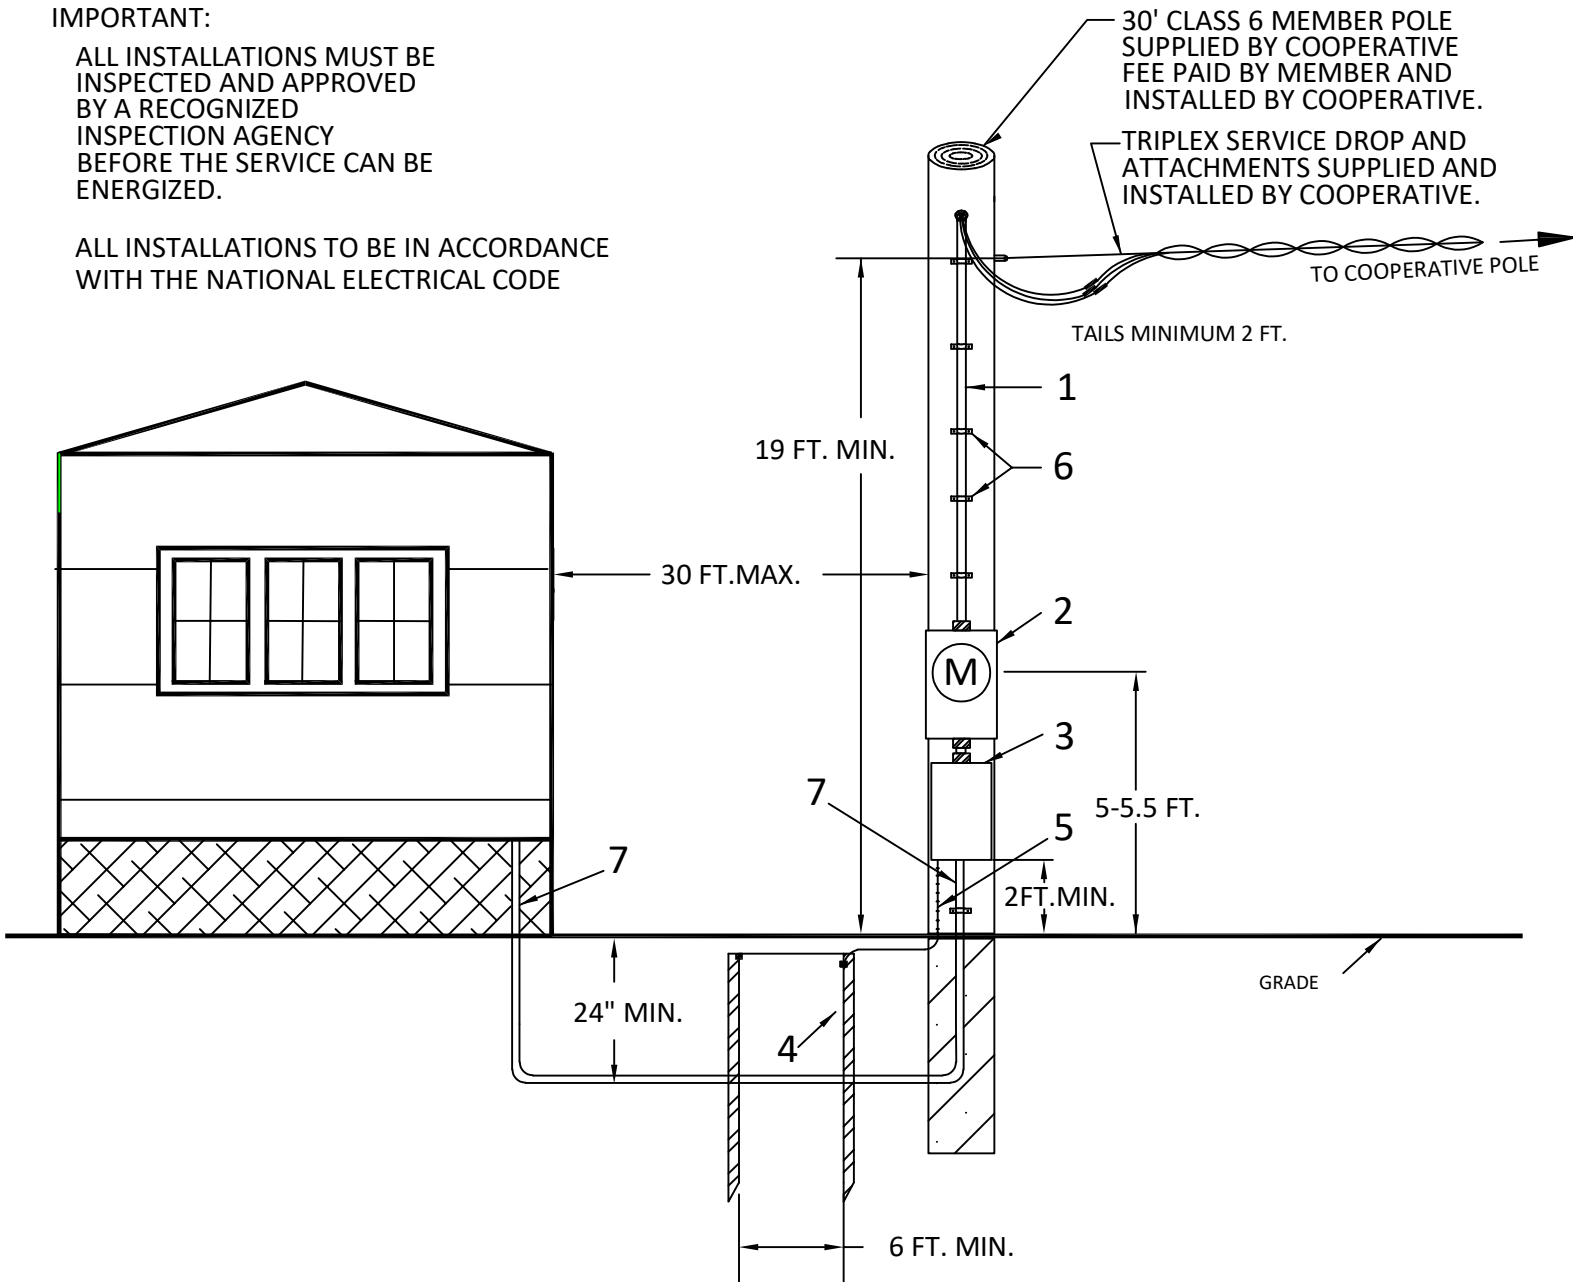 IMPORTANT:
ALL INSTALLATIONS MUST BE
INSPECTED AND APPROVED
BY A RECOGNIZED
INSPECTION AGENCY
BEFORE THE SERVICE CAN BE
ENERGIZED.
ALL INSTALLATIONS TO BE IN ACCORDANCE
WITH THE NATIONAL ELECTRICAL CODE
30' CLASS 6 MEMBER POLE
SUPPLIED BY COOPERATIVE
FEE PAID BY MEMBER AND
INSTALLED BY COOPERATIVE.
TRIPLEX SERVICE DROP AND
ATTACHMENTS SUPPLIED AND
INSTALLED BY COOPERATIVE.
TO COOPERATIVE POLE
TAILS MINIMUM 2 FT.
1
19 FT. MIN.
6
30 FT.MAX.
2
M
3
7
5-5.5 FT.
5
7
2FT.MIN.
GRADE
24" MIN.
4
6 FT. MIN.